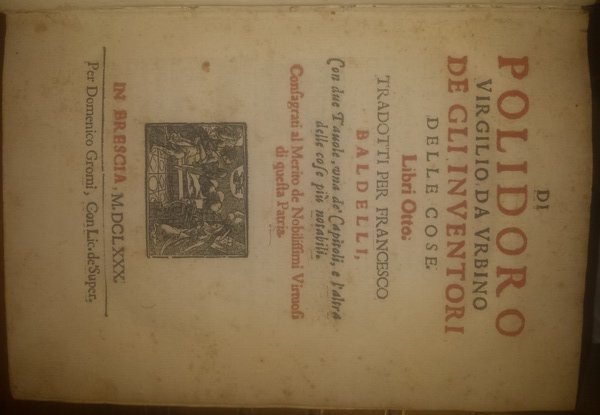 DI
POLIDORO
VIRGILIO DA VRBINO
DE GLI INVENTORI
DELLE COSE.
Libri Otto:
TRADOTTI PER FRANCESCO
BALDELLI,
Con due Tauole, vna de' Capitoli, e l'altra
delle cose più notabili.
Consagrati al Merito de Nobilissimi Virtuosi
di questa Patria.
IN BRESCIA, M.DCLXXX.
Per Domenico Gromi, Con Lic. de' Super.